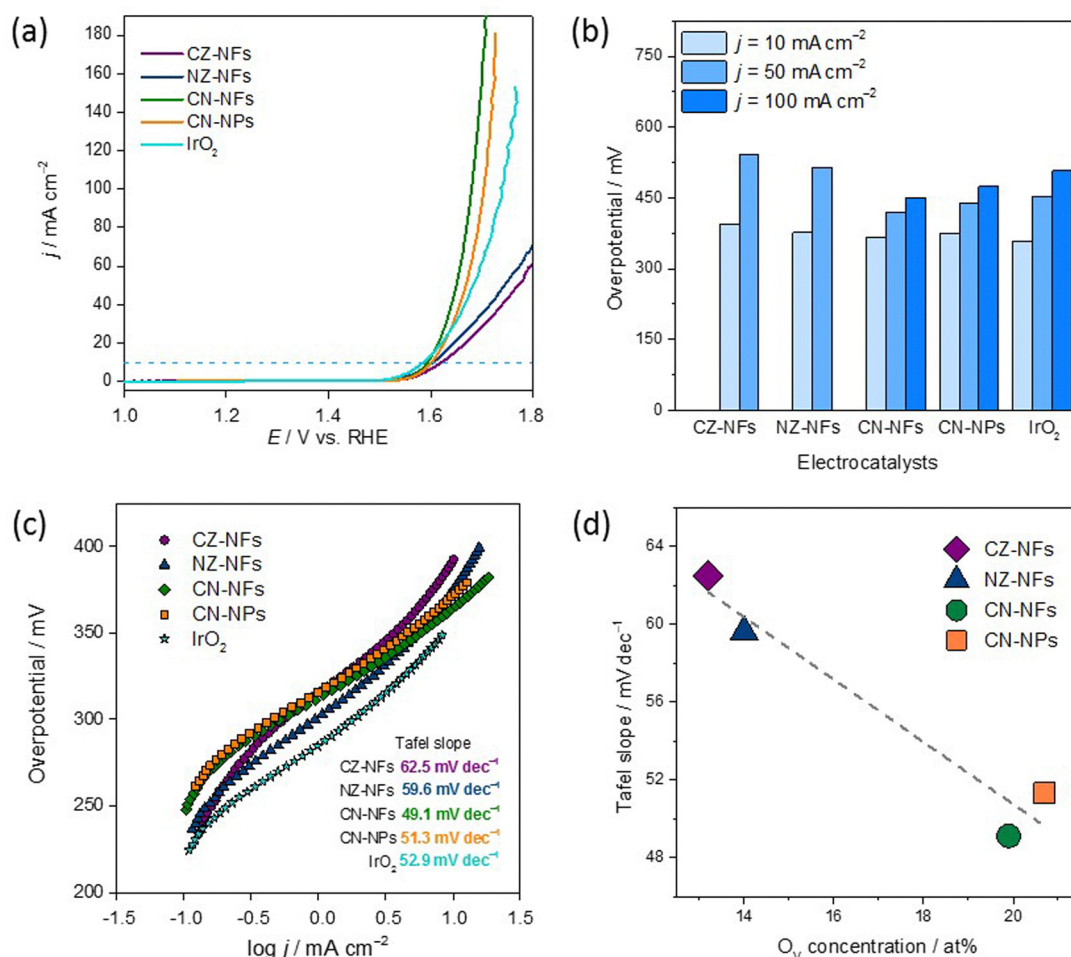 (a)
180
160
140
120
100
80
60
40
20
0
j / mA cm⁻²
CZ-NFs
NZ-NFs
CN-NFs
CN-NPs
IrO₂
1.0 1.2 1.4 1.6 1.8
E / V vs. RHE
(b)
750
600
450
300
150
0
Overpotential / mV
j = 10 mA cm⁻²
j = 50 mA cm⁻²
j = 100 mA cm⁻²
CZ-NFs NZ-NFs CN-NFs CN-NPs IrO₂
Electrocatalysts
(c)
400
350
300
250
200
Overpotential / mV
CZ-NFs
NZ-NFs
CN-NFs
CN-NPs
IrO₂
Tafel slope
CZ-NFs 62.5 mV dec⁻¹
NZ-NFs 59.6 mV dec⁻¹
CN-NFs 49.1 mV dec⁻¹
CN-NPs 51.3 mV dec⁻¹
IrO₂ 52.9 mV dec⁻¹
-1.5 -1.0 -0.5 0.0 0.5 1.0 1.5
log j / mA cm⁻²
(d)
64
60
56
52
48
Tafel slope / mV dec⁻¹
CZ-NFs
NZ-NFs
CN-NFs
CN-NPs
14 16 18 20
Oᵥ concentration / at%